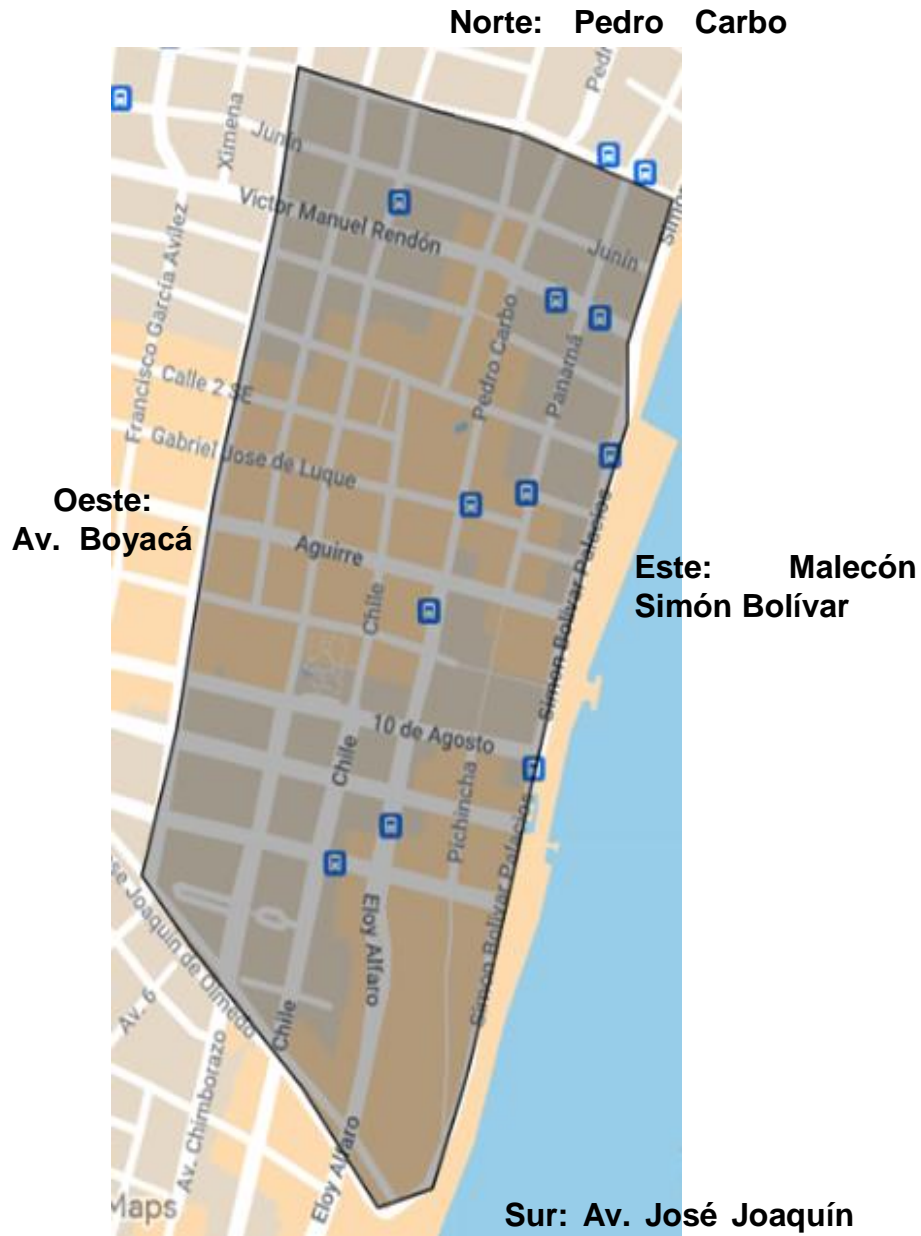 Norte: Pedro Carbo
Pedr
Ximena
Junín
Victor Manuel Rendón
Junín
Simon
Francisco García Avilez
Pedro Carbo
Panamá
Calle 2 SE
Gabriel Jose de Luque
Oeste:
Av. Boyacá
Aguirre
Este: Malecón
Simón Bolívar
Simon Bolivar Palacios
Chile
10 de Agosto
Chile
Pichincha
Simon Bolivar Palacios
Eloy Alfaro
ose Joaquin de Olmedo
Av. 6
Chile
Av. Chimborazo
Eloy Alfaro
Maps
Sur: Av. José Joaquín